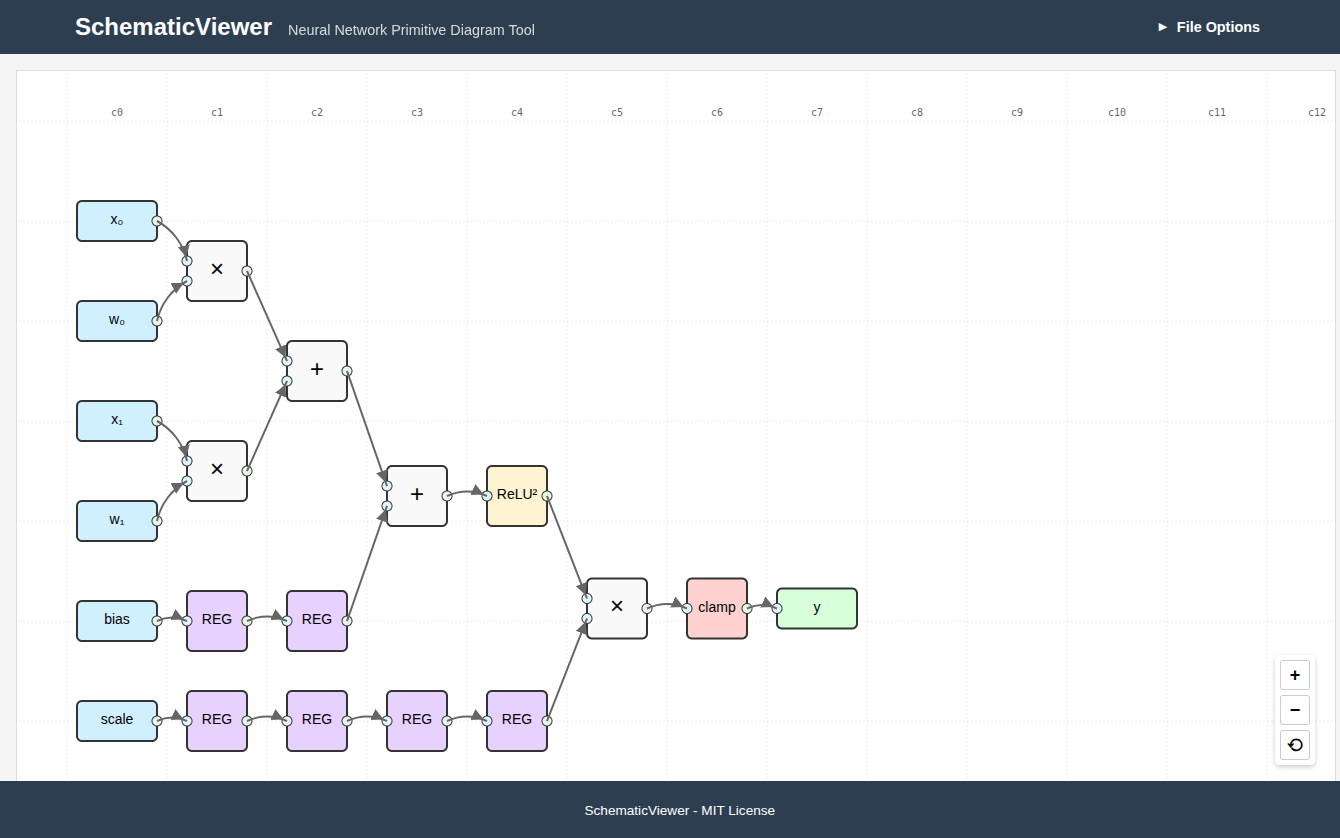 SchematicViewer Neural Network Primitive Diagram Tool
► File Options
c0 c1 c2 c3 c4 c5 c6 c7 c8 c9 c10 c11 c12
x₀
×
w₀
+
x₁
×
w₁
+ ReLU²
bias REG REG
× clamp y
scale REG REG REG REG
+
−
⟲
SchematicViewer - MIT License